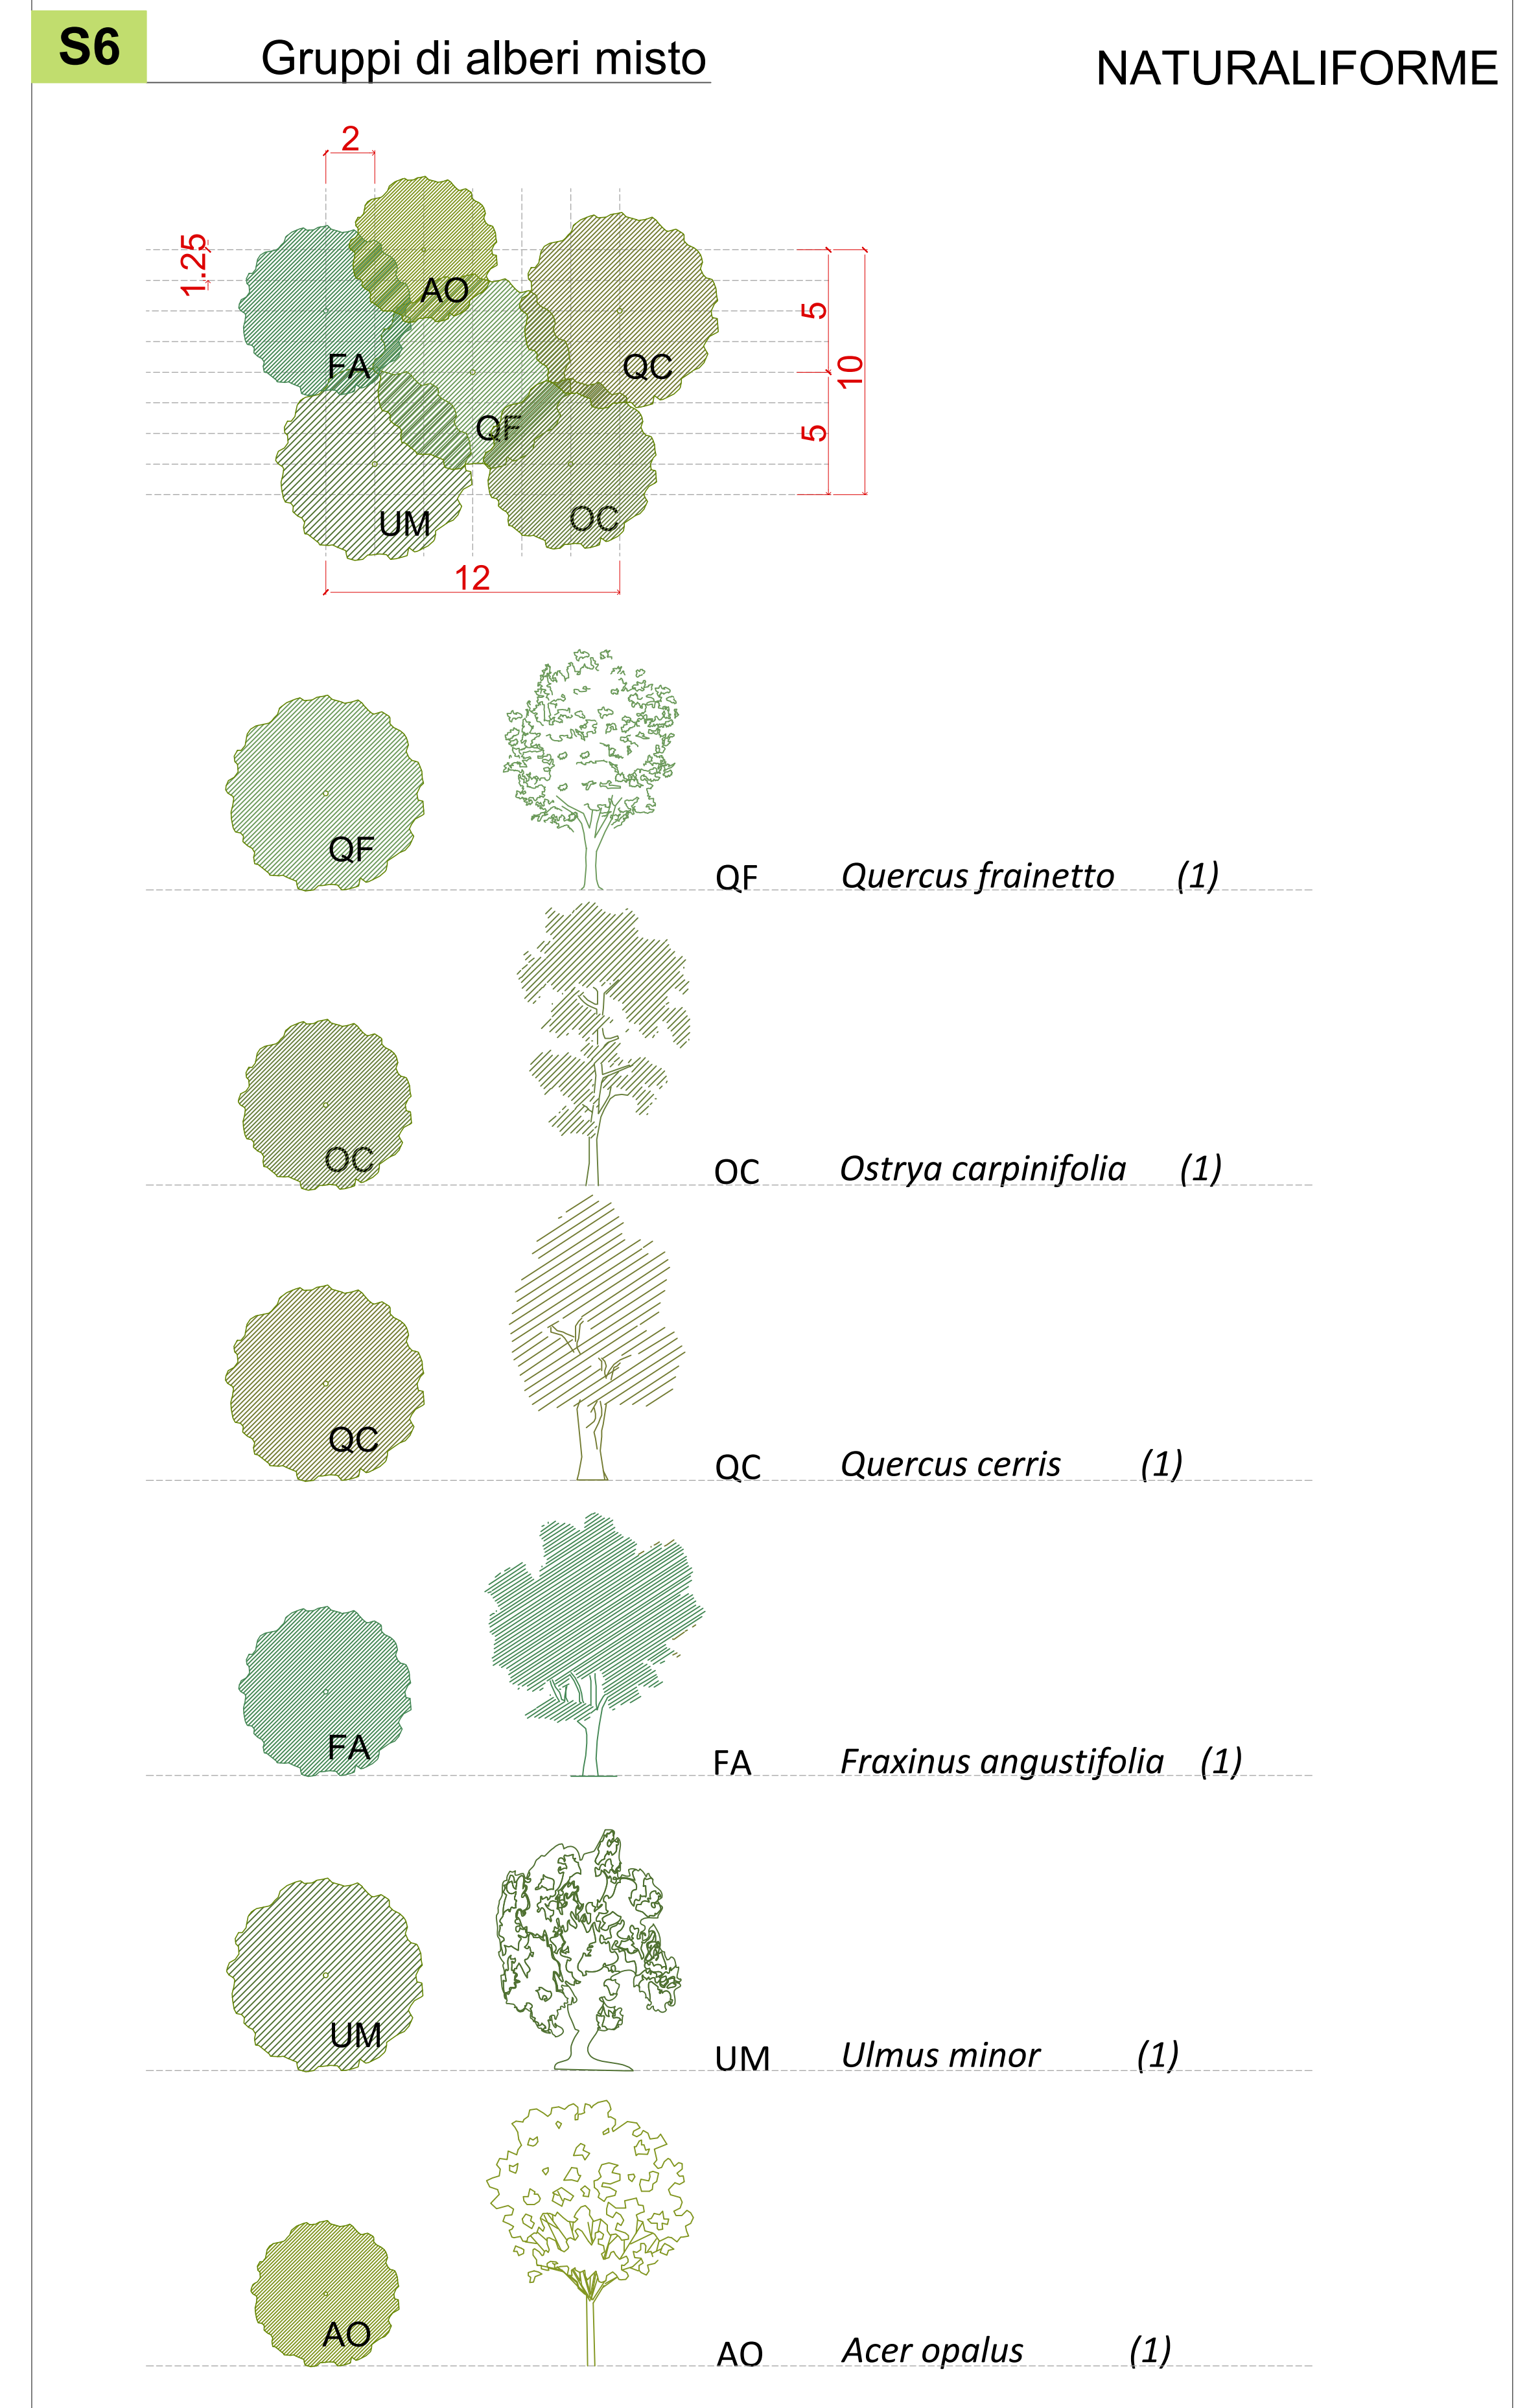 S6 Gruppi di alberi misto NATURALIFORME
2
1.25
AO
5
FA QC
10
QF
5
UM OC
12
QF
QF Quercus frainetto (1)
OC
OC Ostrya carpinifolia (1)
QC
QC Quercus cerris (1)
FA
FA Fraxinus angustifolia (1)
UM
UM Ulmus minor (1)
AO
AO Acer opalus (1)